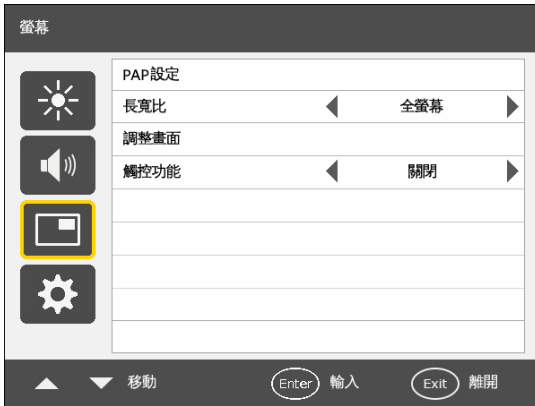 螢幕
PAP設定
長寬比 全螢幕
調整畫面
觸控功能 關閉
移動 Enter 輸入 Exit 離開